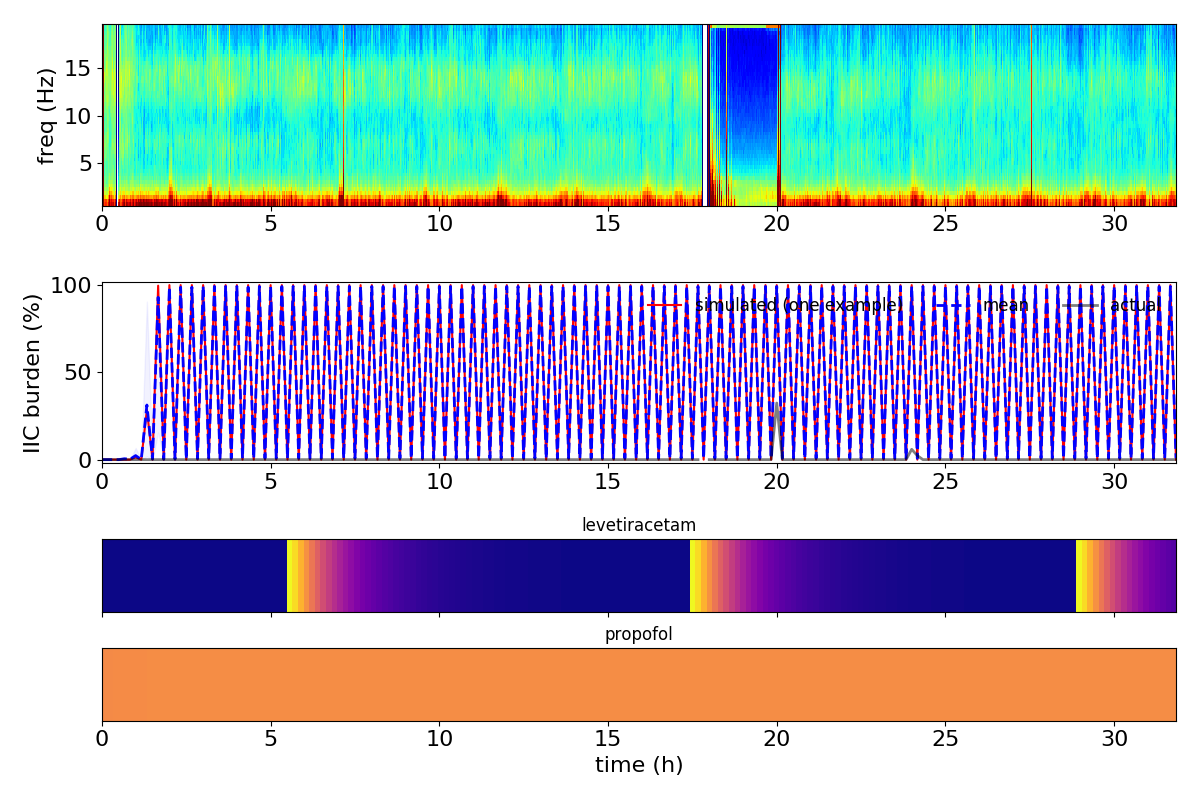 freq (Hz)
15
10
5
0 5 10 15 20 25 30
IIC burden (%)
100
50
0
simulated (one example) mean actual
0 5 10 15 20 25 30
levetiracetam
propofol
0 5 10 15 20 25 30
time (h)